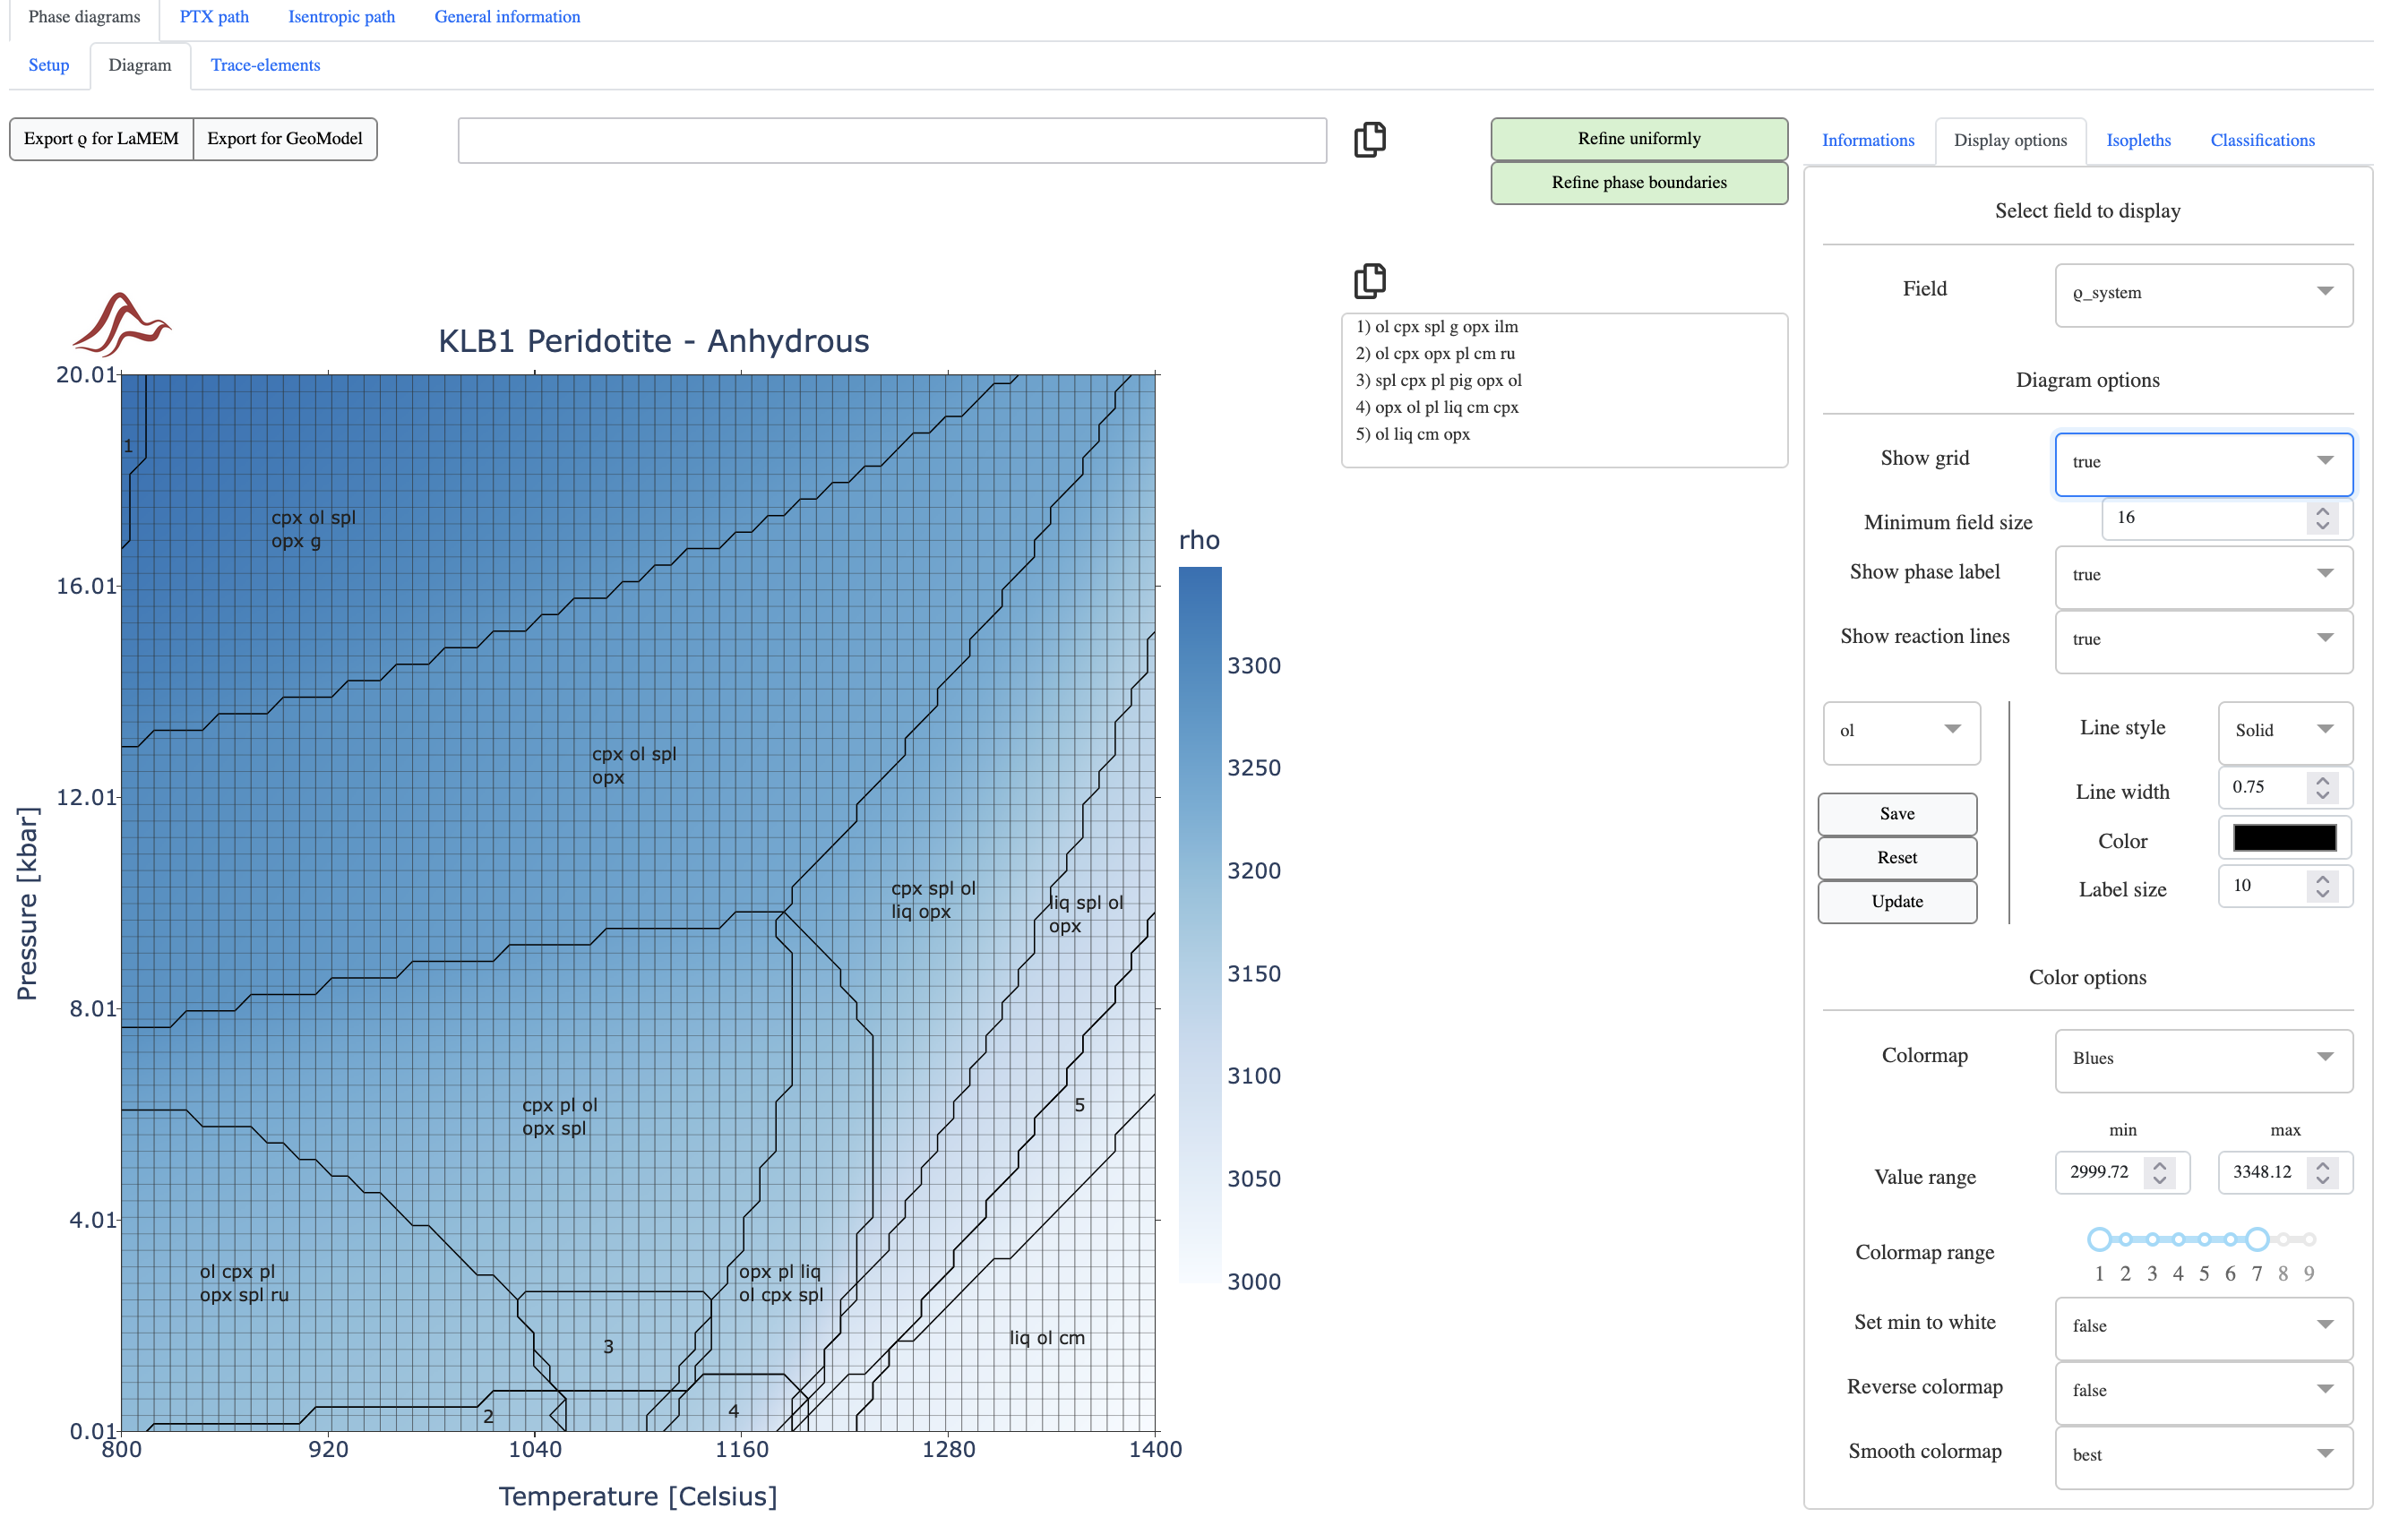 Phase diagrams PTX path Isentropic path General information
Setup Diagram Trace-elements
Export ϱ for LaMEM Export for GeoModel
Refine uniformly
Refine phase boundaries
KLB1 Peridotite - Anhydrous
20.01
16.01
12.01
8.01
4.01
0.01
Pressure [kbar]
1
cpx ol spl
opx g
cpx ol spl
opx
cpx spl ol
liq opx
liq spl ol
opx
cpx pl ol
opx spl
5
ol cpx pl
opx spl ru
opx pl liq
ol cpx spl
3
liq ol cm
2
4
800 920 1040 1160 1280 1400
Temperature [Celsius]
1) ol cpx spl g opx ilm
2) ol cpx opx pl cm ru
3) spl cpx pl pig opx ol
4) opx ol pl liq cm cpx
5) ol liq cm opx
rho
3300
3250
3200
3150
3100
3050
3000
Informations Display options Isopleths Classifications
Select field to display
Field ϱ_system
Diagram options
Show grid true
Minimum field size 16
Show phase label true
Show reaction lines true
ol
Save
Reset
Update
Line style Solid
Line width 0.75
Color
Label size 10
Color options
Colormap Blues
min max
Value range 2999.72 3348.12
Colormap range
1 2 3 4 5 6 7 8 9
Set min to white false
Reverse colormap false
Smooth colormap best